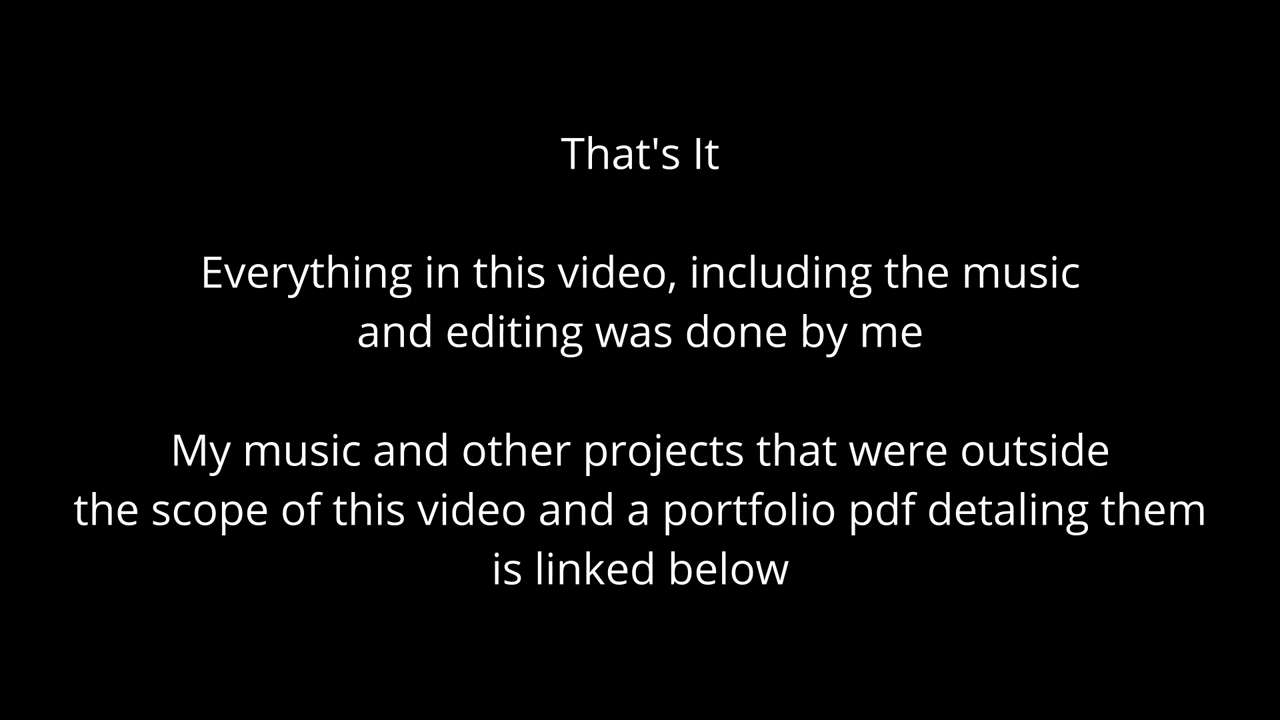 That's It
Everything in this video, including the music
and editing was done by me
My music and other projects that were outside
the scope of this video and a portfolio pdf detaling them
is linked below